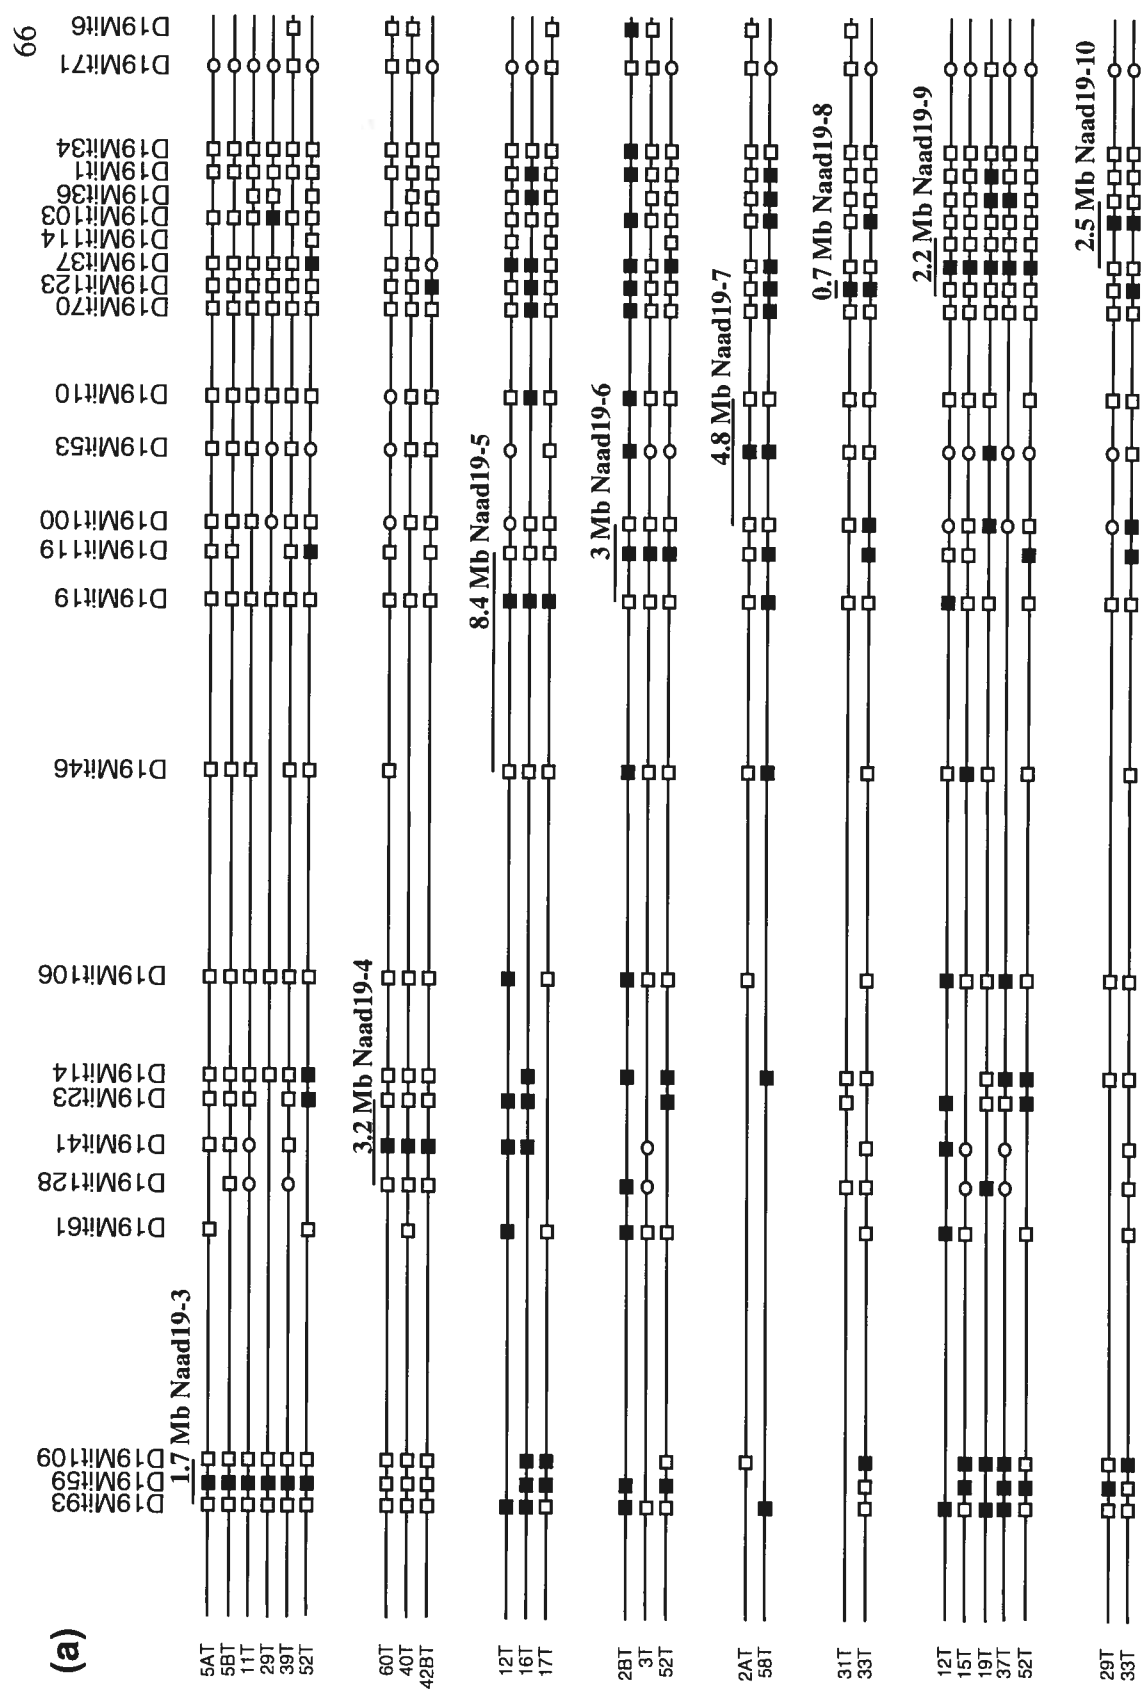 66
(a)
D19Mit93
D19Mit59
D19Mit109
D19Mit61
D19Mit128
D19Mit41
D19Mit23
D19Mit14
D19Mit106
D19Mit46
D19Mit19
D19Mit119
D19Mit100
D19Mit53
D19Mit10
D19Mit70
D19Mit123
D19Mit37
D19Mit114
D19Mit103
D19Mit36
D19Mit1
D19Mit34
D19Mit71
D19Mit6
1.7 Mb Naad19-3
5AT
5BT
11T
29T
39T
52T
3.2 Mb Naad19-4
60T
40T
42BT
8.4 Mb Naad19-5
12T
16T
17T
3 Mb Naad19-6
2BT
3T
52T
4.8 Mb Naad19-7
2AT
58T
0.7 Mb Naad19-8
31T
33T
2.2 Mb Naad19-9
12T
15T
19T
37T
52T
2.5 Mb Naad19-10
29T
33T